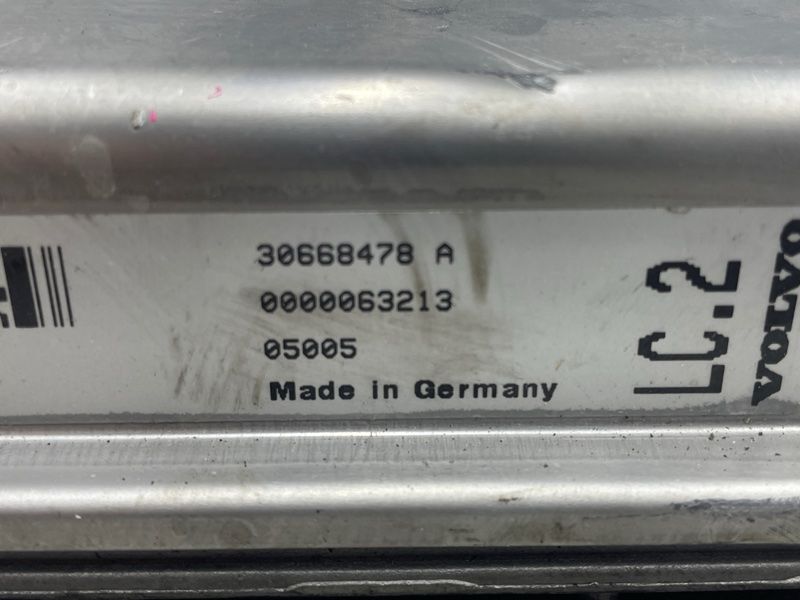 30668478 A
0000063213
05005
Made in Germany
LC.2
VOLVO